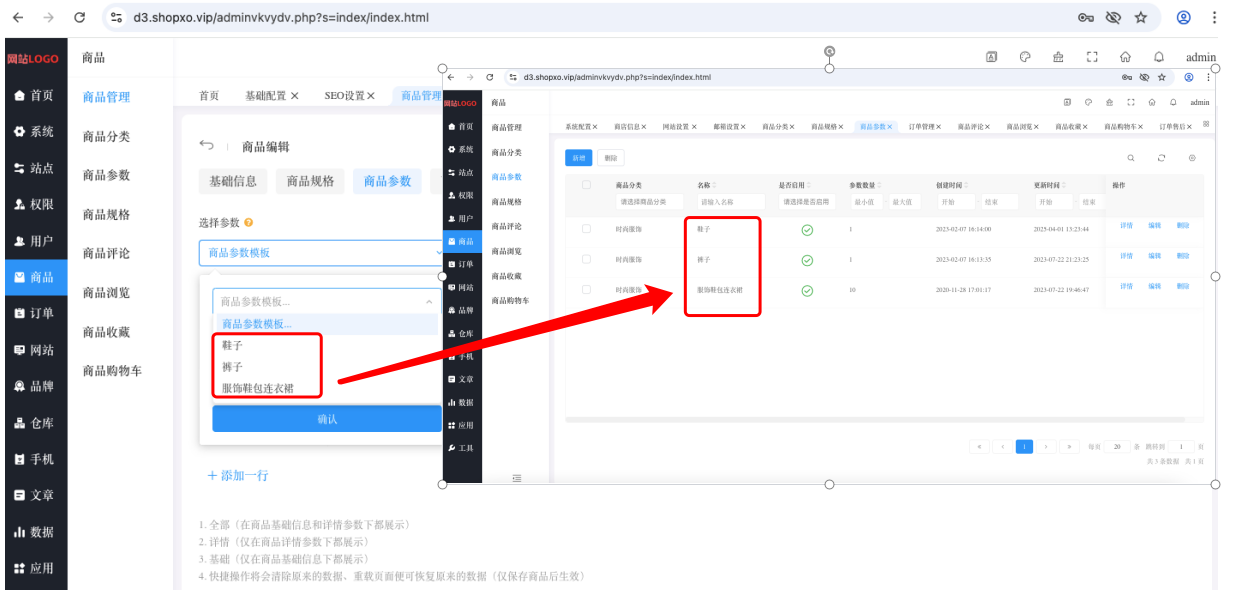 d3.shopxo.vip/adminvkvydv.php?s=index/index.html
网站LOGO
首页
系统
站点
权限
用户
商品
订单
网站
品牌
仓库
手机
文章
数据
应用
商品
商品管理
商品分类
商品参数
商品规格
商品评论
商品浏览
商品收藏
商品购物车
admin
首页 基础配置 × SEO设置 × 商品管理
商品编辑
基础信息 商品规格 商品参数
选择参数
商品参数模板
商品参数模板...
商品参数模板...
鞋子
裤子
服饰鞋包连衣裙
确认
+ 添加一行
1. 全部（在商品基础信息和详情参数下都展示）
2. 详情（仅在商品详情参数下都展示）
3. 基础（仅在商品基础信息下都展示）
4. 快捷操作将会清除原来的数据、重载页面便可恢复原来的数据（仅保存商品后生效）
d3.shopxo.vip/adminvkvydv.php?s=index/index.html
网站LOGO
首页
系统
站点
权限
用户
商品
订单
网站
品牌
仓库
手机
文章
数据
应用
工具
商品
商品管理
商品分类
商品参数
商品规格
商品评论
商品浏览
商品收藏
商品购物车
admin
系统配置 × 商店信息 × 网站设置 × 邮箱设置 × 商品分类 × 商品规格 × 商品参数 × 订单管理 × 商品评论 × 商品浏览 × 商品收藏 × 商品购物车 × 订单售后 ×
新增 删除
商品分类 名称 是否启用 参数数量 创建时间 更新时间 操作
请选择商品分类 请输入名称 请选择是否启用 最小值 最大值 开始 结束 开始 结束
时尚服饰 鞋子 1 2023-02-07 16:14:00 2025-04-01 13:23:44 详情 编辑 删除
时尚服饰 裤子 1 2023-02-07 16:13:35 2023-07-22 21:23:25 详情 编辑 删除
时尚服饰 服饰鞋包连衣裙 10 2020-11-28 17:01:17 2023-07-22 19:46:47 详情 编辑 删除
« ‹ 1 › » 每页 20 条 跳转到 1 页
共 3 条数据 共 1 页